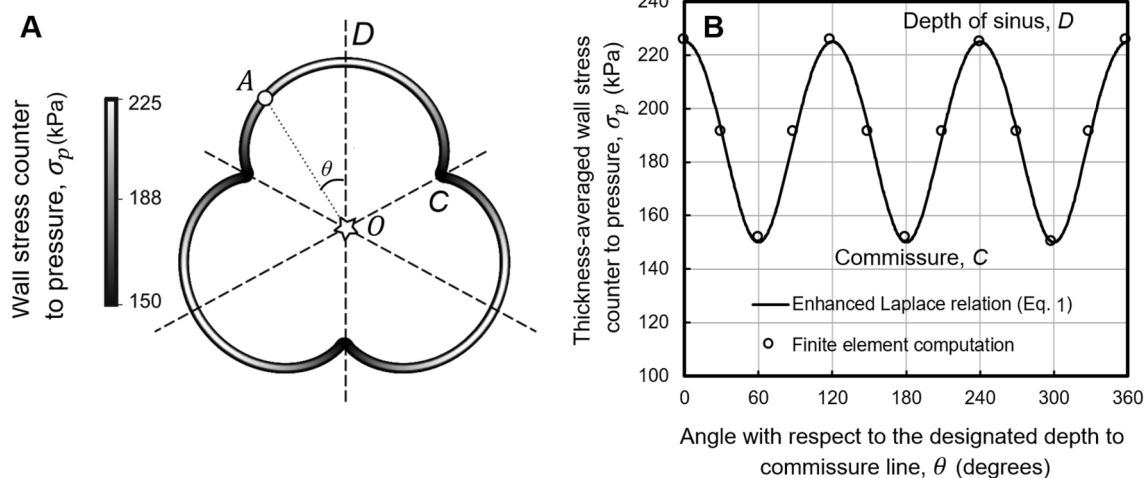 A
Wall stress counter
to pressure, σp (kPa)
225
188
150
D
A
θ
C
O
B
Thickness-averaged wall stress
counter to pressure, σp (kPa)
240
220
200
180
160
140
120
100
Depth of sinus, D
Commissure, C
Enhanced Laplace relation (Eq. 1)
Finite element computation
0 60 120 180 240 300 360
Angle with respect to the designated depth to
commissure line, θ (degrees)